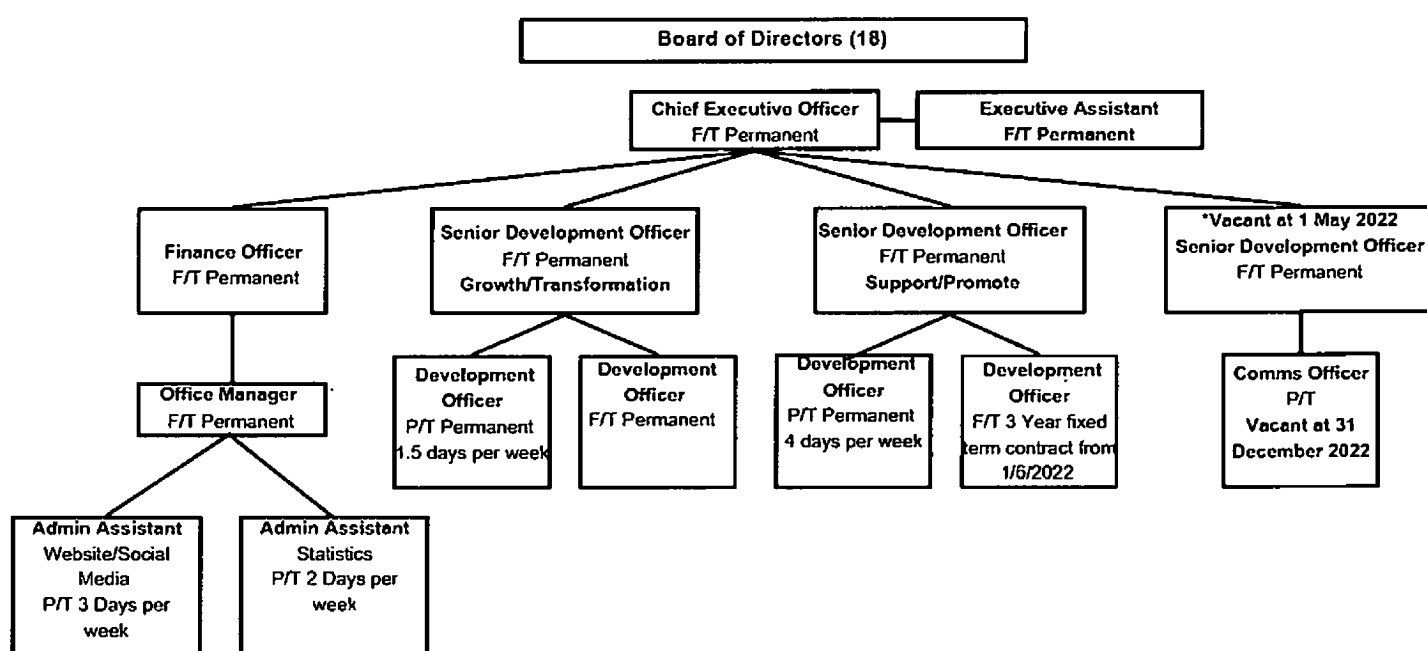 Board of Directors (18)
Chief Executive Officer
F/T Permanent
Executive Assistant
F/T Permanent
Finance Officer
F/T Permanent
Senior Development Officer
F/T Permanent
Growth/Transformation
Senior Development Officer
F/T Permanent
Support/Promote
*Vacant at 1 May 2022
Senior Development Officer
F/T Permanent
Office Manager
F/T Permanent
Development
Officer
P/T Permanent
1.5 days per week
Development
Officer
F/T Permanent
Development
Officer
P/T Permanent
4 days per week
Development
Officer
F/T 3 Year fixed
term contract from
1/6/2022
Comms Officer
P/T
Vacant at 31
December 2022
Admin Assistant
Website/Social
Media
P/T 3 Days per
week
Admin Assistant
Statistics
P/T 2 Days per
week